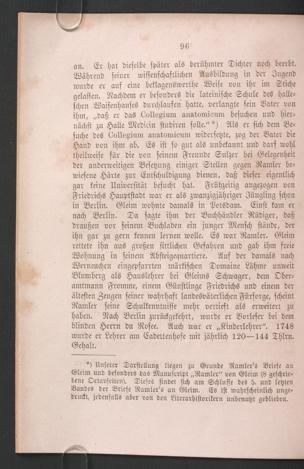 96
an. Er hat dieselbe später als berühmter Dichter noch beerbt.
Während seiner wissenschaftlichen Ausbildung in der Jugend
wurde er auf eine beklagenswerthe Weise von ihr im Stiche
gelassen. Nachdem er besonders die lateinische Schule des halle-
schen Waisenhauses durchlaufen hatte, verlangte sein Vater von
ihm, „daß er das Collegium anatomicum besuchen und hier-
nächst zu Halle Medicin studiren solle."*) Als er sich dem Be-
suche des Collegium anatomicum widersetzte, zog der Vater die
Hand von ihm ab. Es ist so gut als unbekannt und darf wohl
theilweise für die von seinem Freunde Sulzer bei Gelegenheit
der anderweitigen Besetzung einiger Stellen gegen Ramler be-
wiesene Härte zur Entschuldigung dienen, daß dieser eigentlich
gar keine Universität besucht hat. Frühzeitig angezogen von
Friedrichs Hauptstadt war er als zwanzigjähriger Jüngling schon
in Berlin. Gleim wohnte damals in Potsdam. Einst kam er
nach Berlin. Da sagte ihm der Buchhändler Rüdiger, daß
draußen vor seinem Buchladen ein junger Mensch stände, der
ihn gar zu gern kennen lernen wolle. Es war Ramler. Gleim
rettete ihn aus großen sittlichen Gefahren und gab ihm freie
Wohnung in seinem Absteigequartiere. Auf der damals nach
Werneuchen eingepfarrten märkischen Domaine Löhme unweit
Blumberg als Hauslehrer bei Gleims Schwager, dem Ober-
amtmann Fromme, einem Günstlinge Friedrichs und einem der
ältesten Zeugen seiner wahrhaft landesväterlichen Fürsorge, scheint
Ramler seine Schulkenntnisse mehr verzieht als erweitert zu
haben. Nach Berlin zurückgekehrt, wurde er Vorleser bei dem
blinden Herrn du Rosee. Auch war er „Kinderlehrer". 1748
wurde er Lehrer am Cadettenhofe mit jährlich 120—144 Thlrn.
Gehalt.
*) Unserer Darstellung liegen zu Grunde Ramler's Briefe an
Gleim und besonders das Manuscript „Ramler" von Gleim (6 geschrie-
bene Octavseiten). Dieses findet sich am Schlusse des 5. und letzten
Bandes der Briefe Ramler's an Gleim. Es ist wahrscheinlich unge-
druckt, jedenfalls aber von den Literarhistorikern unbenutzt geblieben.